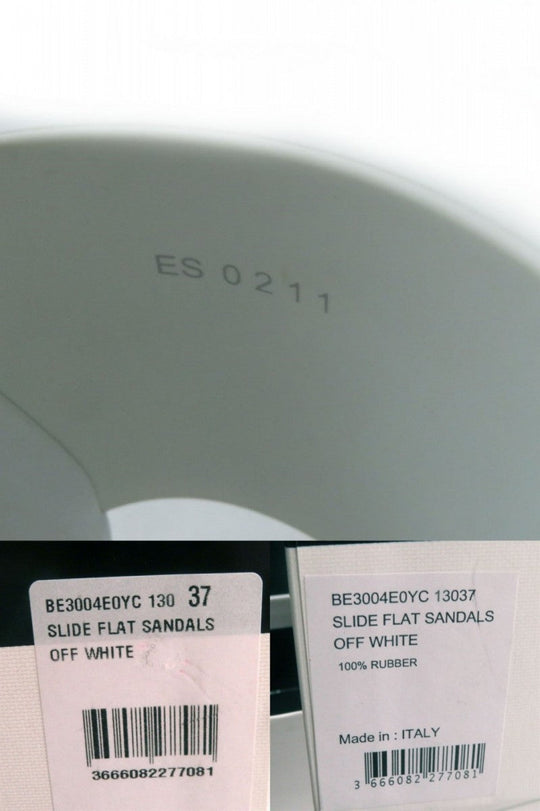 ES 0211
BE3004E0YC 130 37
SLIDE FLAT SANDALS
OFF WHITE
3666082277081
BE3004E0YC 13037
SLIDE FLAT SANDALS
OFF WHITE
100% RUBBER
Made in : ITALY
3 666082 277081